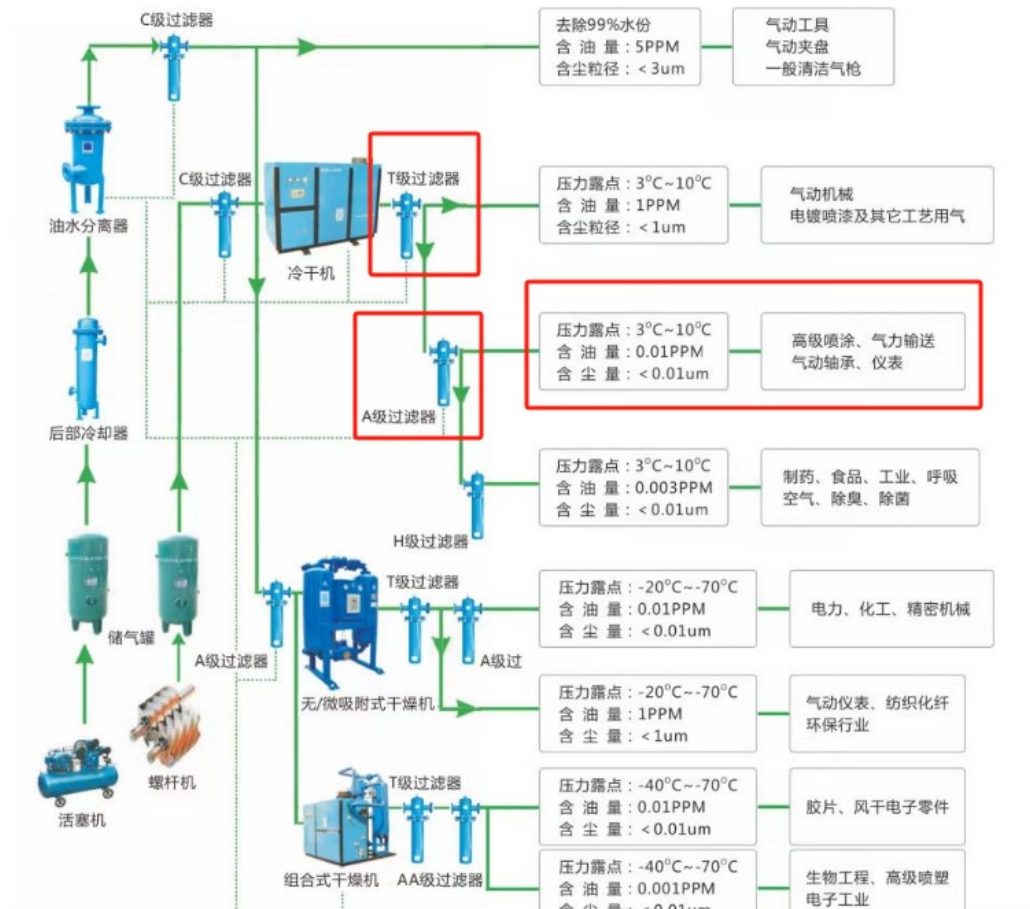 C级过滤器
去除99%水份
含油量：5PPM
含尘粒径：＜3um
气动工具
气动夹盘
一般清洁气枪
油水分离器
C级过滤器
冷干机
T级过滤器
压力露点：3°C~10°C
含油量：1PPM
含尘粒径：＜1um
气动机械
电镀喷漆及其它工艺用气
后部冷却器
A级过滤器
压力露点：3°C~10°C
含油量：0.01PPM
含尘量：＜0.01um
高级喷涂、气力输送
气动轴承、仪表
H级过滤器
压力露点：3°C~10°C
含油量：0.003PPM
含尘量：＜0.01um
制药、食品、工业、呼吸
空气、除臭、除菌
储气罐
A级过滤器
无/微吸附式干燥机
T级过滤器
A级过
压力露点：-20°C~-70°C
含油量：0.01PPM
含尘量：＜0.01um
电力、化工、精密机械
压力露点：-20°C~-70°C
含油量：1PPM
含尘量：＜1um
气动仪表、纺织化纤
环保行业
活塞机
螺杆机
组合式干燥机
T级过滤器
AA级过滤器
压力露点：-40°C~-70°C
含油量：0.01PPM
含尘量：＜0.01um
胶片、风干电子零件
压力露点：-40°C~-70°C
含油量：0.001PPM
生物工程、高级喷塑
电子工业